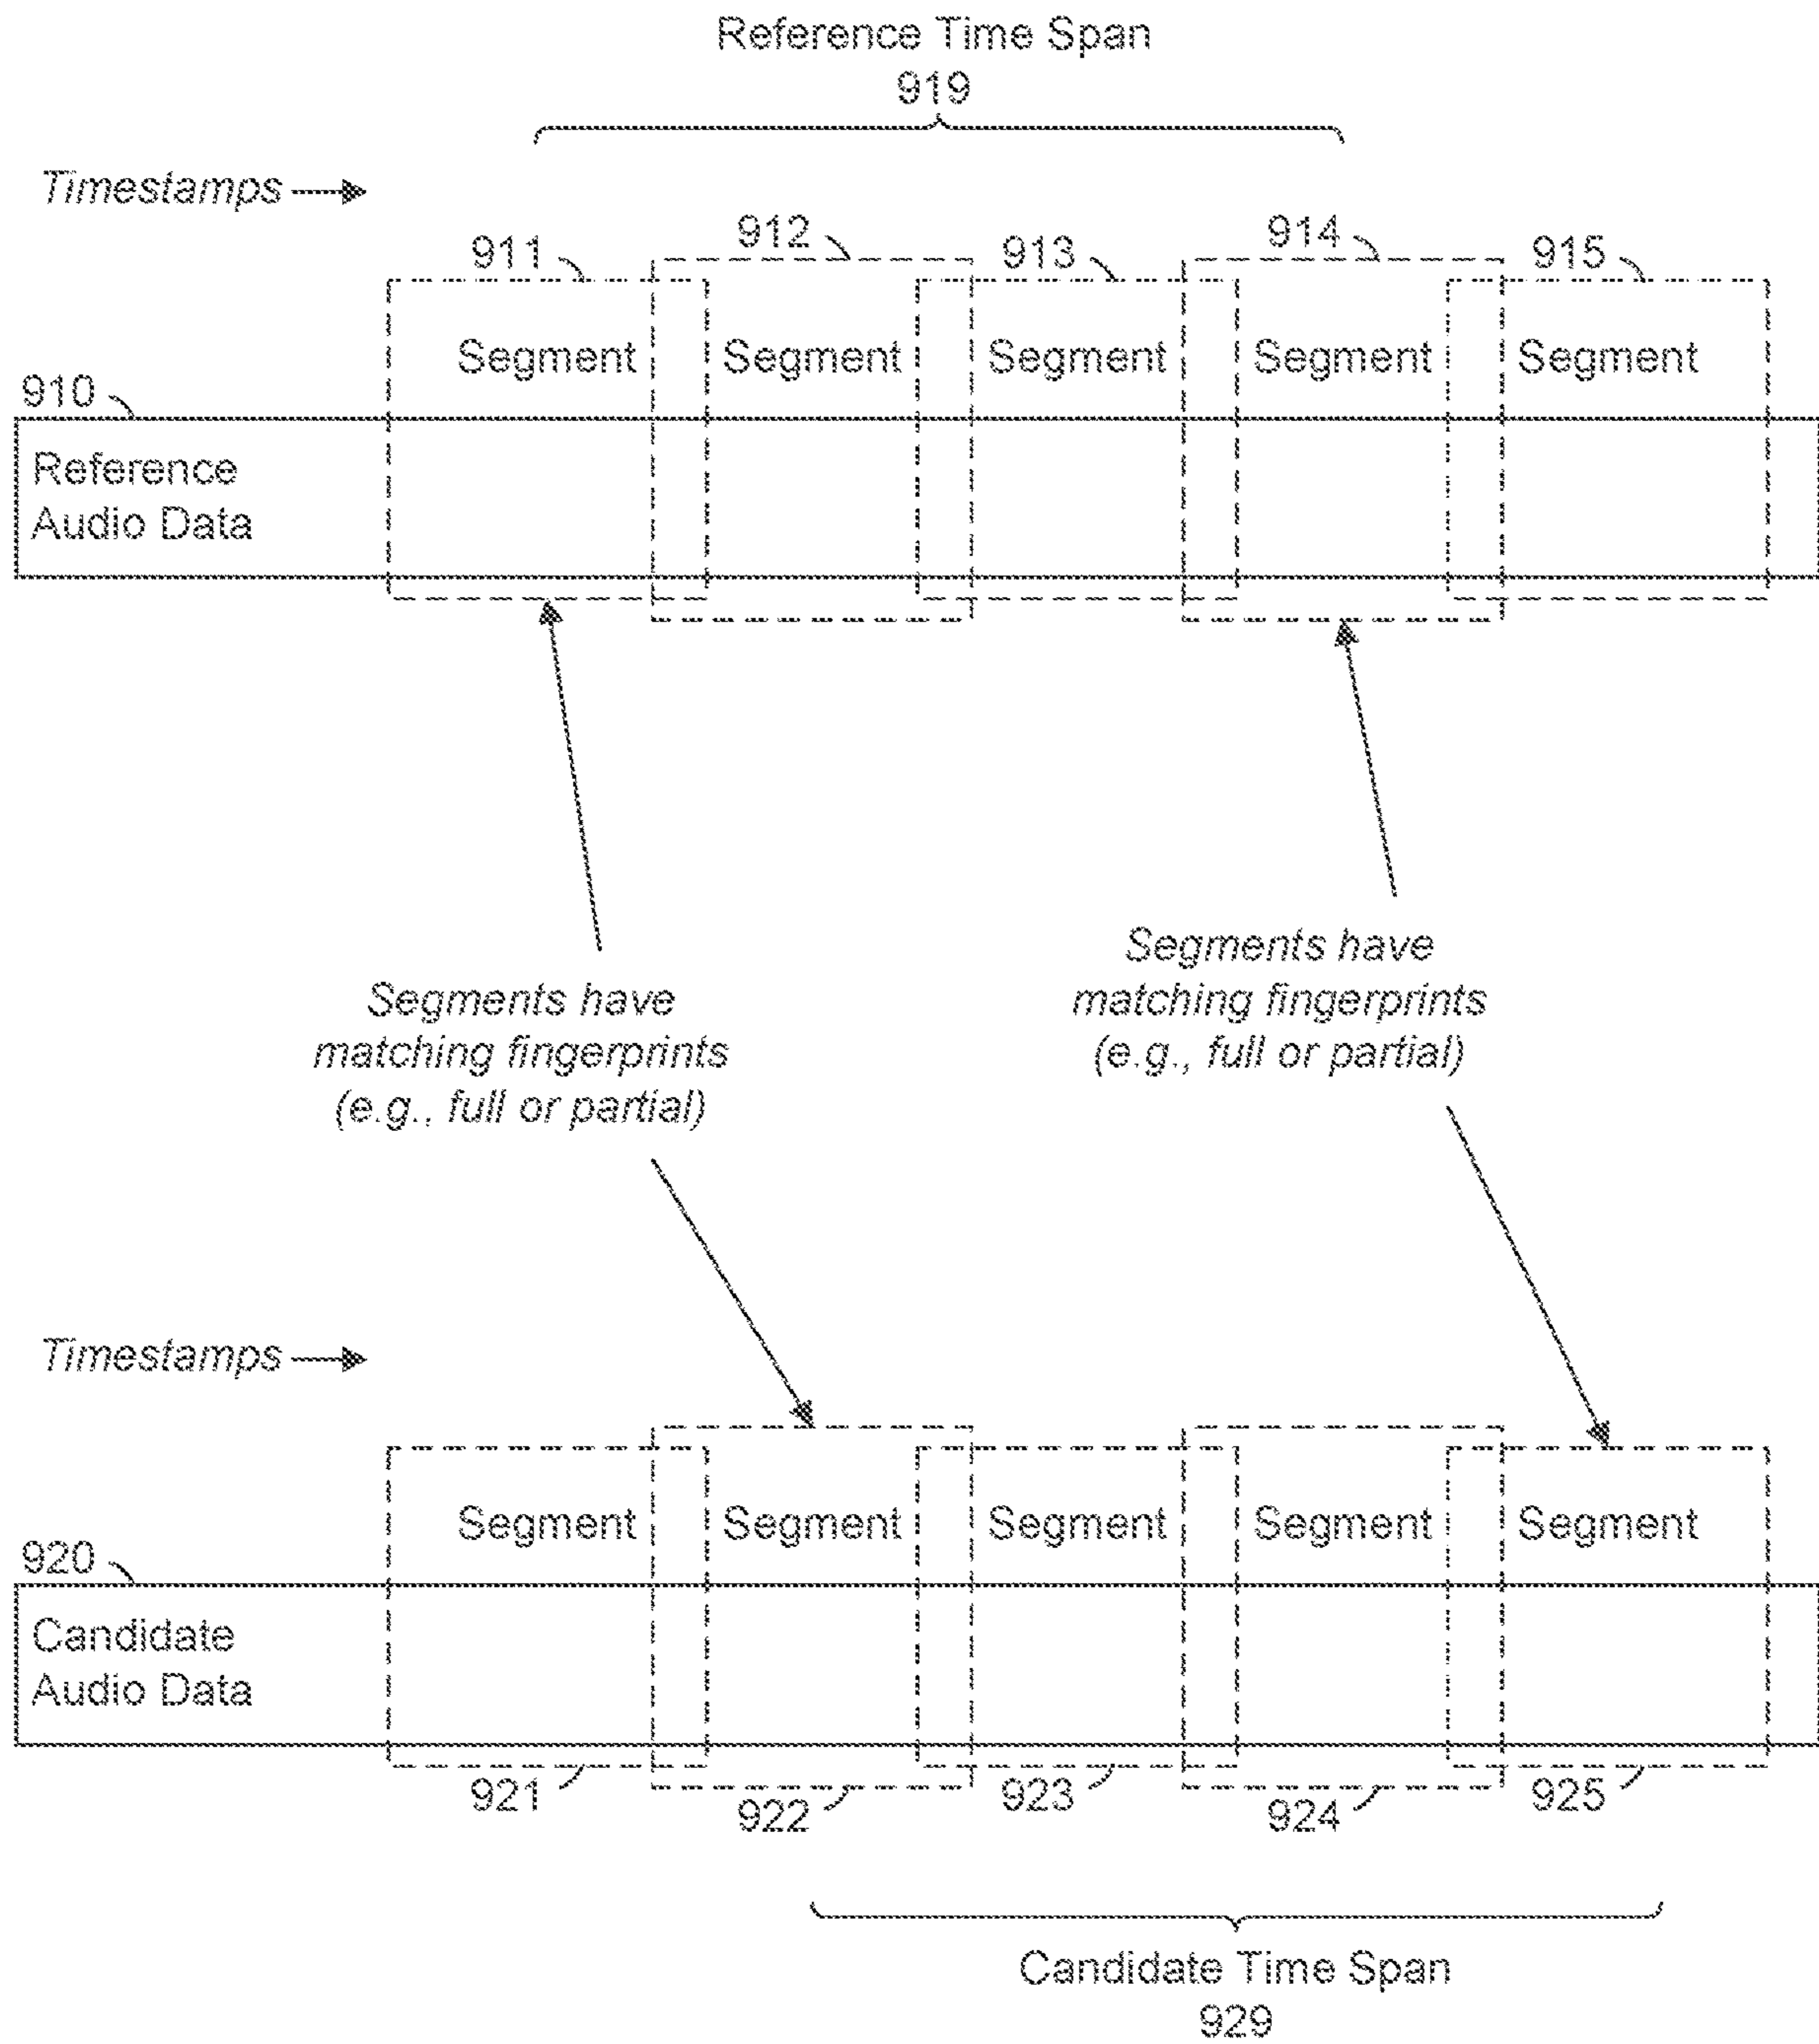 Reference Time Span
919
Timestamps
911
912
913
914
915
Segment
Segment
Segment
Segment
Segment
910
Reference
Audio Data
Segments have
matching fingerprints
(e.g., full or partial)
Segments have
matching fingerprints
(e.g., full or partial)
Timestamps
Segment
Segment
Segment
Segment
Segment
920
Candidate
Audio Data
921
922
923
924
925
Candidate Time Span
929